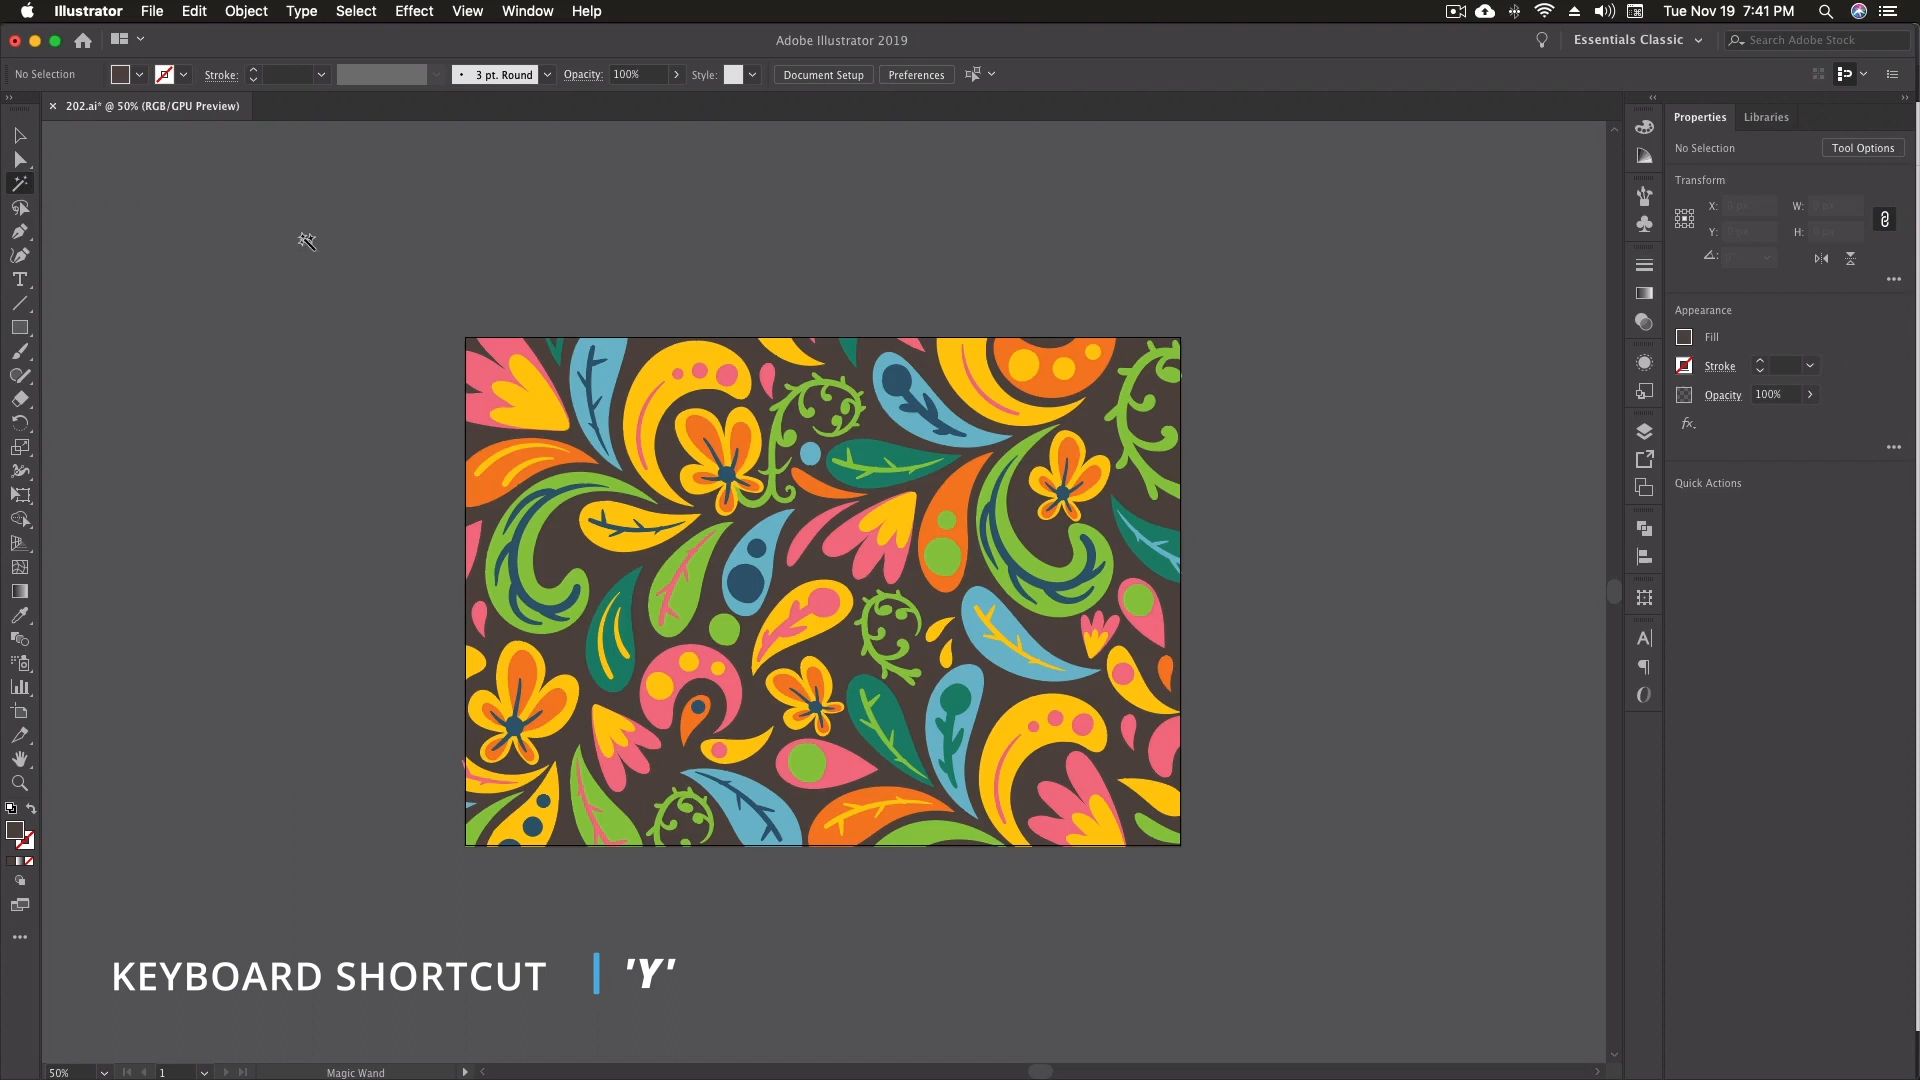 Illustrator File Edit Object Type Select Effect View Window Help
Tue Nov 19 7:41 PM
Adobe Illustrator 2019
Essentials Classic
Search Adobe Stock
No Selection
Stroke:
3 pt. Round
Opacity: 100%
Style:
Document Setup
Preferences
202.ai* @ 50% (RGB/GPU Preview)
Properties Libraries
No Selection
Tool Options
Transform
X: W:
Y: H:
Appearance
Fill
Stroke
Opacity 100%
fx.
Quick Actions
KEYBOARD SHORTCUT | 'Y'
50%
1
Magic Wand